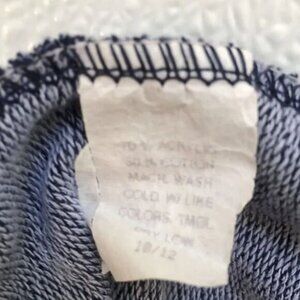 ACRYLIC
COTTON
MACH. WASH
COLD W/LIKE
COLORS. TMBL
DRY LOW
10/12